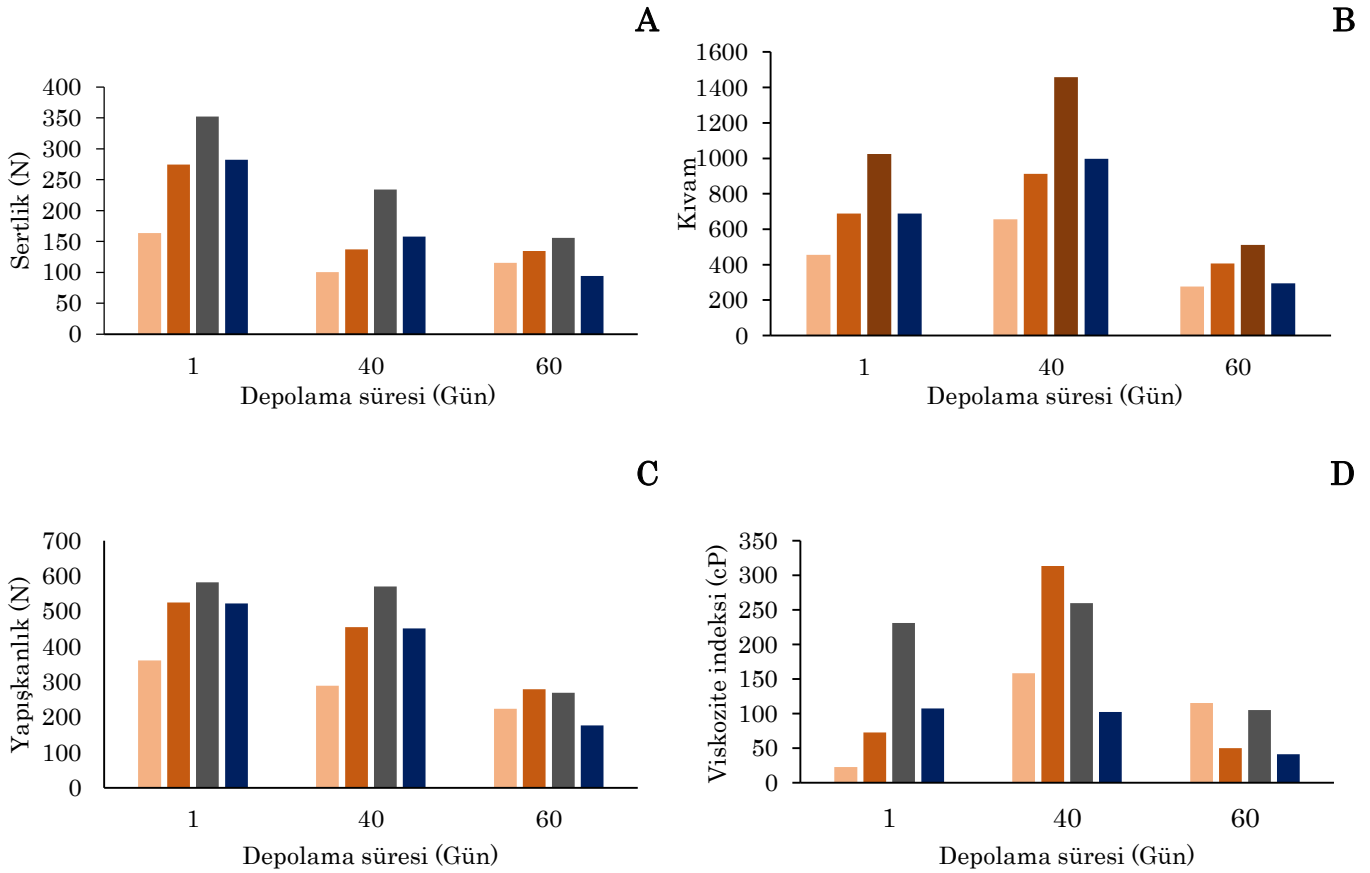 A
Sertlik (N)
400
350
300
250
200
150
100
50
0
1 40 60
Depolama süresi (Gün)
B
Kıvam
1600
1400
1200
1000
800
600
400
200
0
1 40 60
Depolama süresi (Gün)
C
Yapışkanlık (N)
700
600
500
400
300
200
100
0
1 40 60
Depolama süresi (Gün)
D
Viskozite indeksi (cP)
350
300
250
200
150
100
50
0
1 40 60
Depolama süresi (Gün)